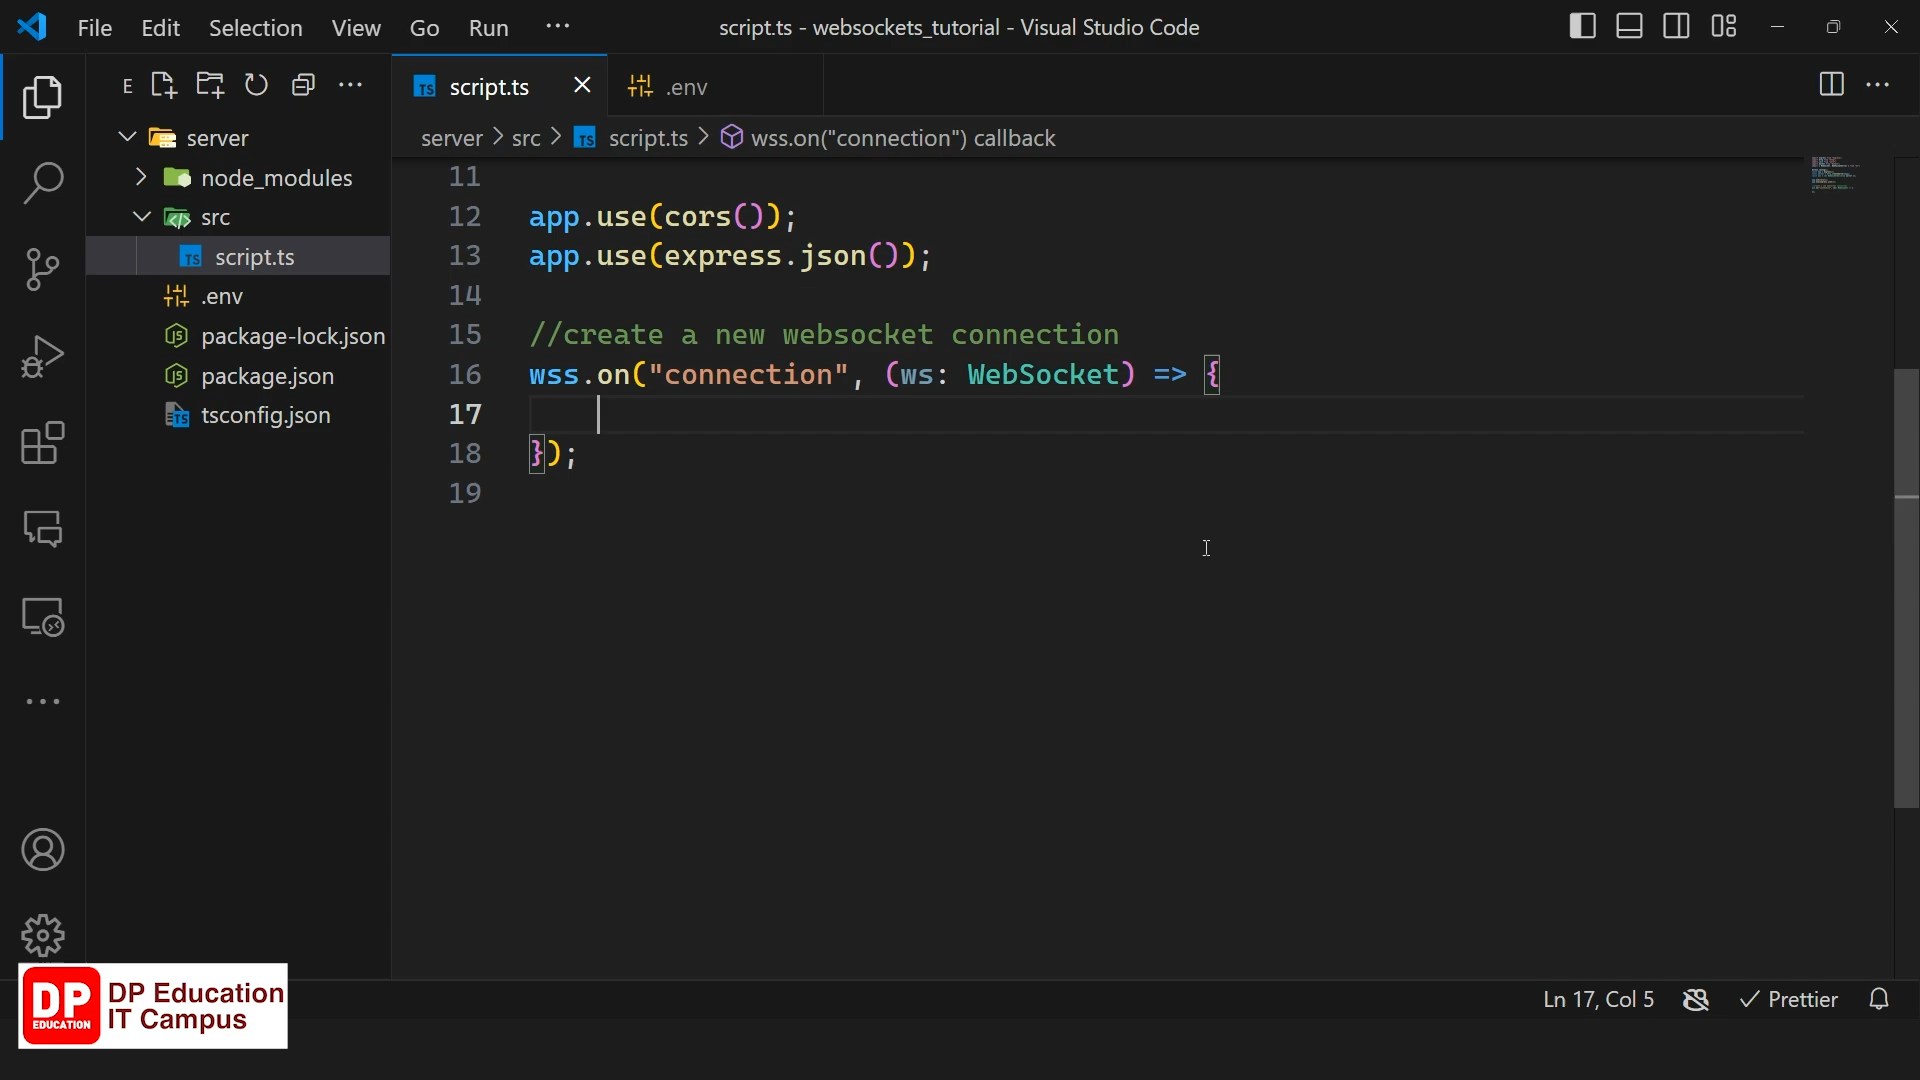 File Edit Selection View Go Run ··· script.ts - websockets_tutorial - Visual Studio Code
E
server
node_modules
src
script.ts
.env
package-lock.json
package.json
tsconfig.json
script.ts .env
server > src > script.ts > wss.on("connection") callback
11
12 app.use(cors());
13 app.use(express.json());
14
15 //create a new websocket connection
16 wss.on("connection", (ws: WebSocket) => {
17
18 });
19
DP
EDUCATION
DP Education
IT Campus
Ln 17, Col 5 Prettier